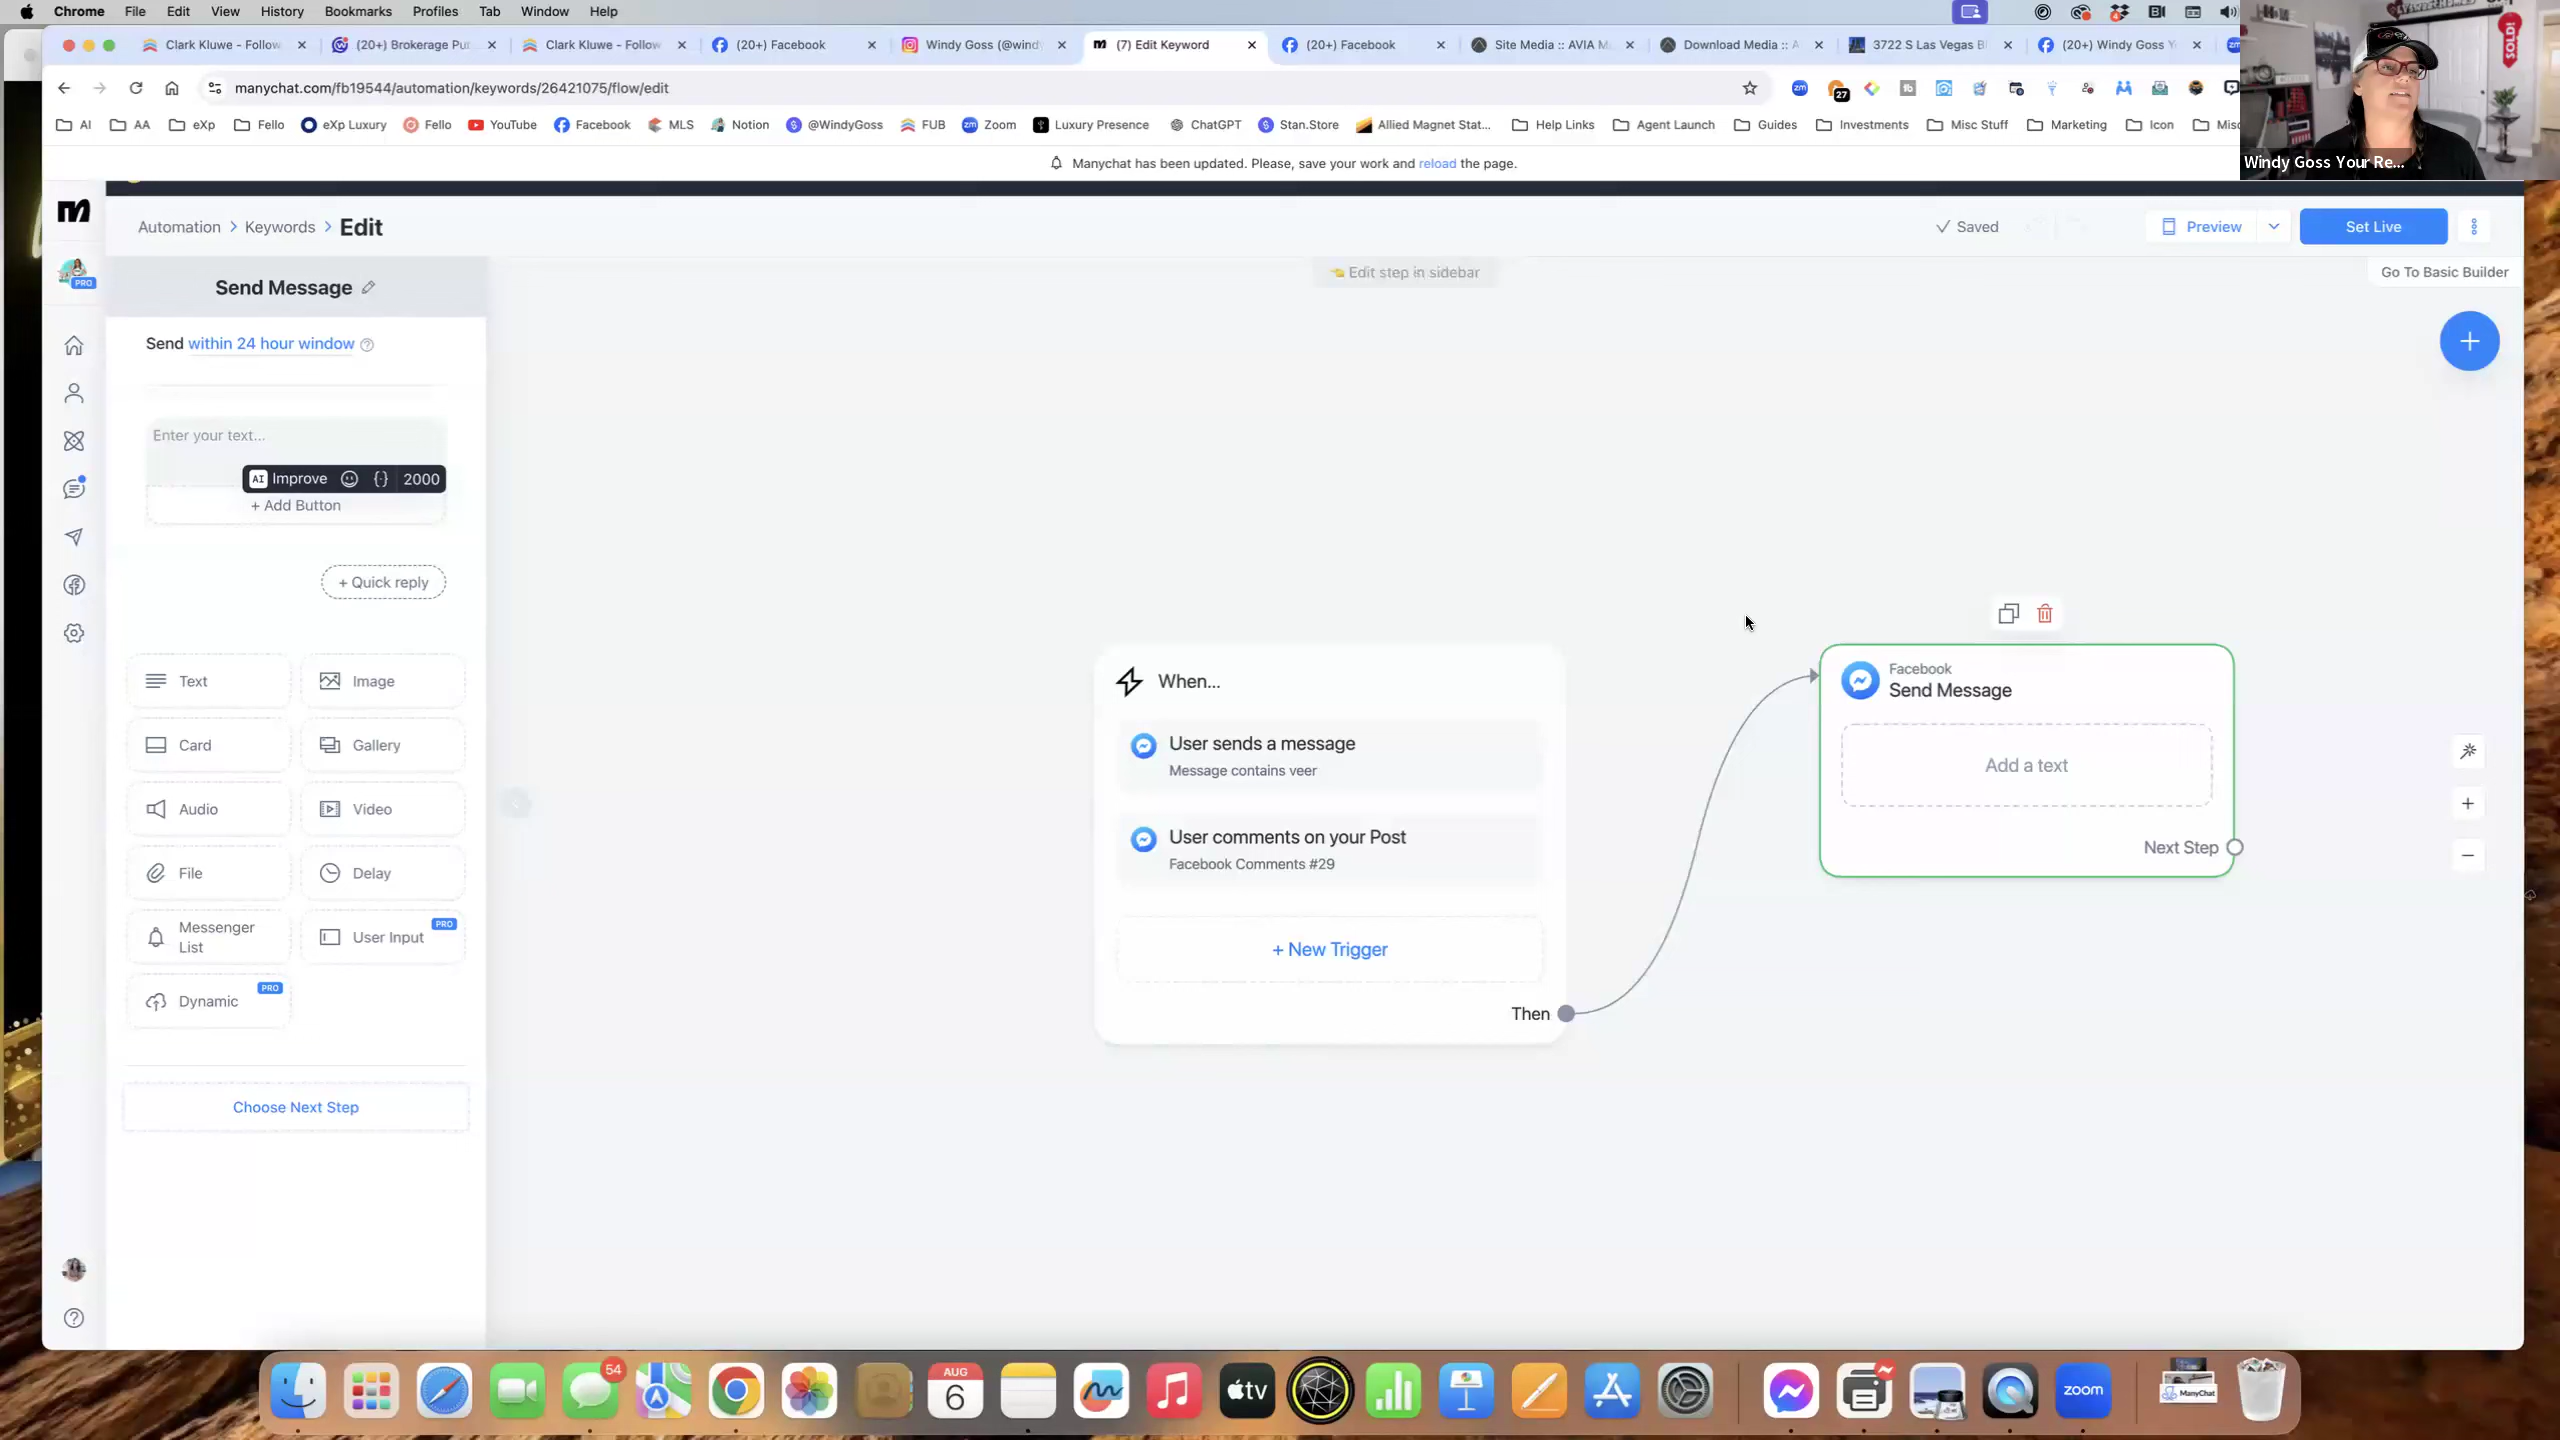 Chrome File Edit View History Bookmarks Profiles Tab Window Help
Clark Kluwe - Follow
(20+) Brokerage Pu
Clark Kluwe - Follow
(20+) Facebook
Windy Goss (@wind
(7) Edit Keyword
(20+) Facebook
Site Media :: AVIA M
Download Media :: A
3722 S Las Vegas B
(20+) Windy Goss Y
zm
SOLD!
manychat.com/fb19544/automation/keywords/26421075/flow/edit
zm
27
AI AA eXp Fello eXp Luxury Fello YouTube Facebook MLS Notion @WindyGoss FUB Zoom Luxury Presence ChatGPT Stan.Store Allied Magnet Stat... Help Links Agent Launch Guides Investments Misc Stuff Marketing Icon Misc
Windy Goss Your Re...
Manychat has been updated. Please, save your work and reload the page.
Automation > Keywords > Edit
Saved
Preview
Set Live
PRO
Send Message
Edit step in sidebar
Go To Basic Builder
Send within 24 hour window
Enter your text...
AI Improve {} 2000
+ Add Button
+ Quick reply
Text
Image
Card
Gallery
Audio
Video
File
Delay
Messenger
List
User Input
PRO
Dynamic
PRO
Choose Next Step
When...
User sends a message
Message contains veer
User comments on your Post
Facebook Comments #29
+ New Trigger
Then
Facebook
Send Message
Add a text
Next Step
54
AUG
6
tv
zoom
ManyChat